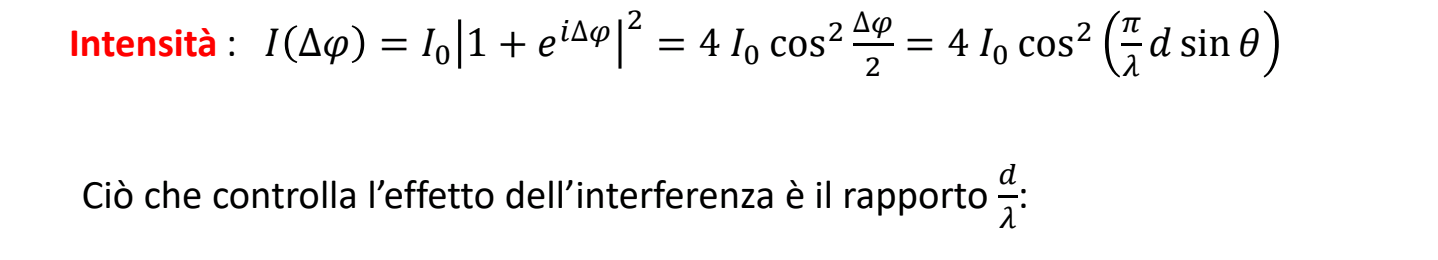 Intensità : I(Δφ) = I₀|1 + e^{iΔφ}|² = 4 I₀ cos² Δφ/2 = 4 I₀ cos² (π/λ d sin θ)
Ciò che controlla l’effetto dell’interferenza è il rapporto d/λ: